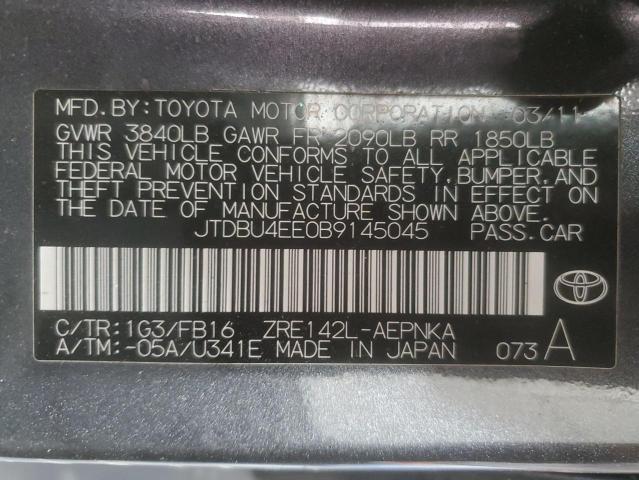 MFD.BY:TOYOTA MOTOR CORPORATION 03/11
GVWR 3840LB GAWR FR 2090LB RR 1850LB
THIS VEHICLE CONFORMS TO ALL APPLICABLE
FEDERAL MOTOR VEHICLE SAFETY,BUMPER,AND
THEFT PREVENTION STANDARDS IN EFFECT ON
THE DATE OF MANUFACTURE SHOWN ABOVE.
JTDBU4EE0B9145045 PASS.CAR
C/TR:1G3/FB16 ZRE142L-AEPNKA
A/TM:-05A/U341E MADE IN JAPAN 073 A